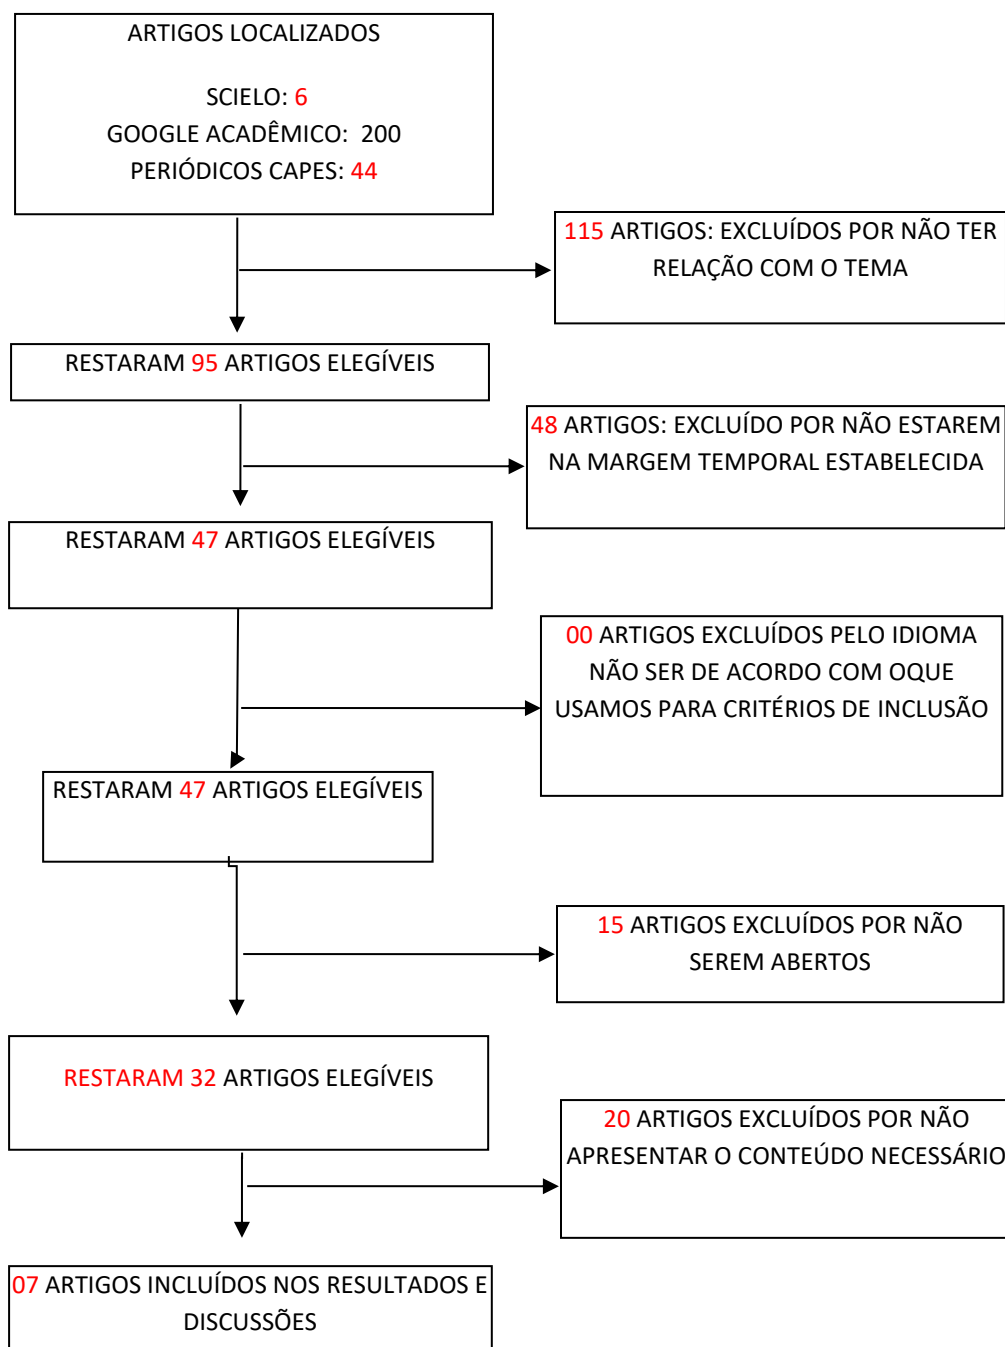 ARTIGOS LOCALIZADOS
SCIELO: 6
GOOGLE ACADÊMICO: 200
PERIÓDICOS CAPES: 44
115 ARTIGOS: EXCLUÍDOS POR NÃO TER
RELAÇÃO COM O TEMA
RESTARAM 95 ARTIGOS ELEGÍVEIS
48 ARTIGOS: EXCLUÍDO POR NÃO ESTAREM
NA MARGEM TEMPORAL ESTABELECIDA
RESTARAM 47 ARTIGOS ELEGÍVEIS
00 ARTIGOS EXCLUÍDOS PELO IDIOMA
NÃO SER DE ACORDO COM OQUE
USAMOS PARA CRITÉRIOS DE INCLUSÃO
RESTARAM 47 ARTIGOS ELEGÍVEIS
15 ARTIGOS EXCLUÍDOS POR NÃO
SEREM ABERTOS
RESTARAM 32 ARTIGOS ELEGÍVEIS
20 ARTIGOS EXCLUÍDOS POR NÃO
APRESENTAR O CONTEÚDO NECESSÁRIO
07 ARTIGOS INCLUÍDOS NOS RESULTADOS E
DISCUSSÕES